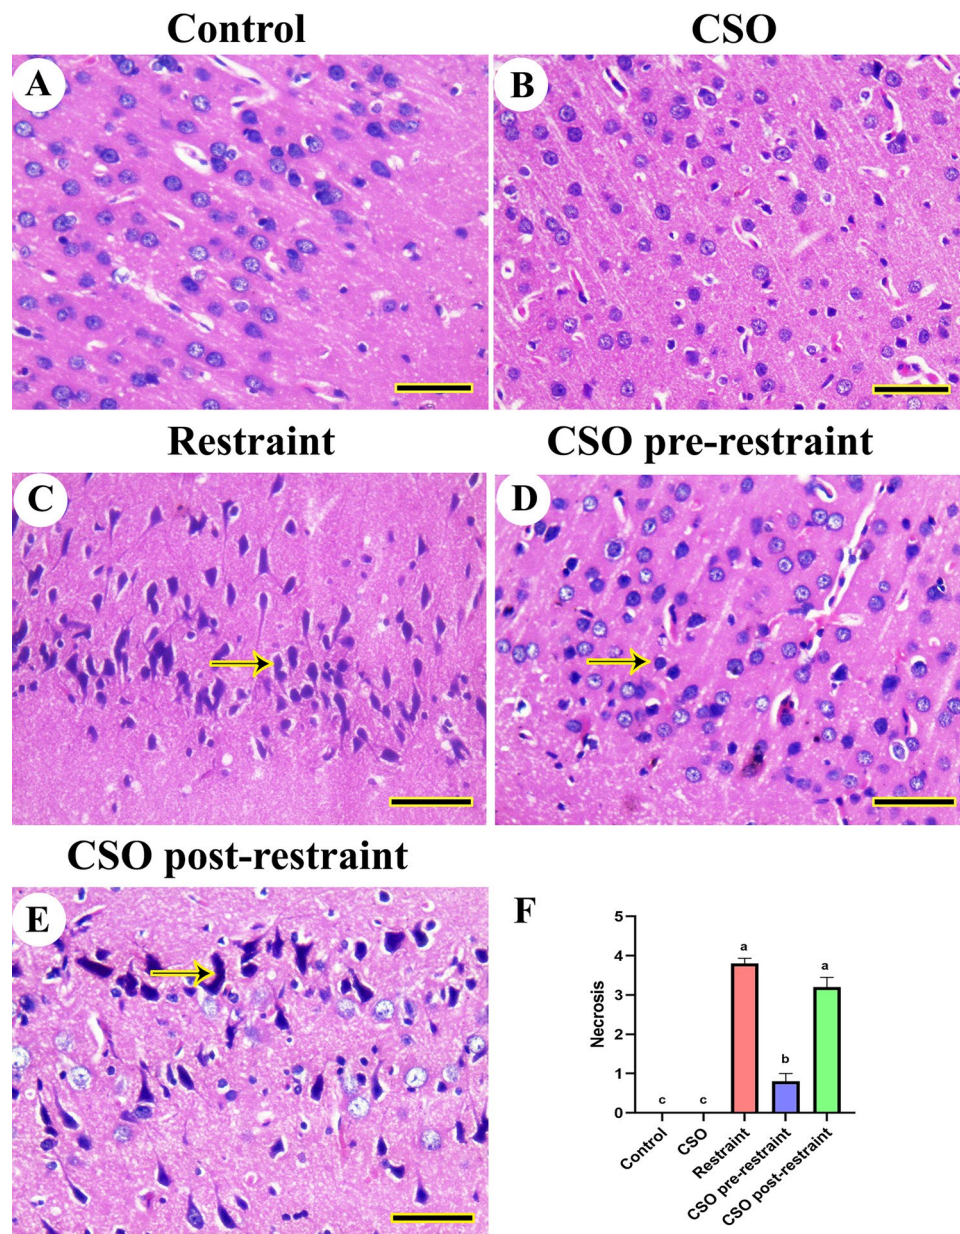 Control
CSO
A
B
Restraint
CSO pre-restraint
C
D
CSO post-restraint
E
F
Necrosis
5
4
3
2
1
0
c
c
a
b
a
Control
CSO
Restraint
CSO pre-restraint
CSO post-restraint